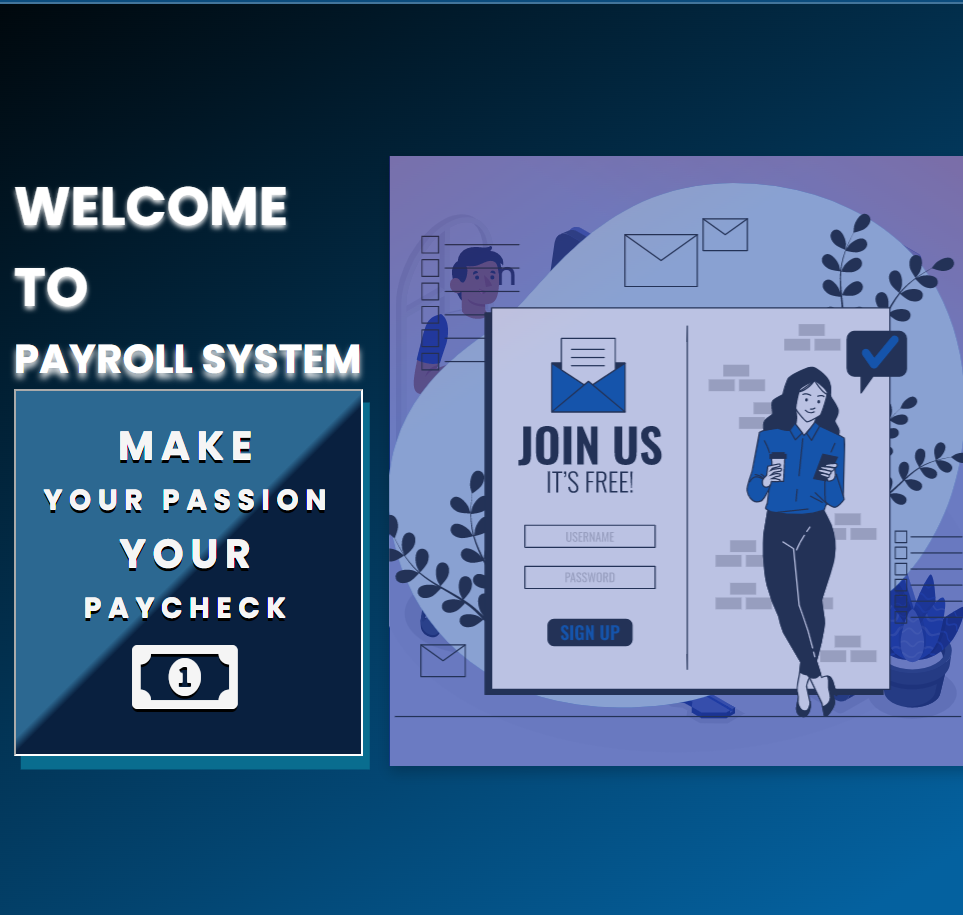 WELCOME
TO
PAYROLL SYSTEM
MAKE
YOUR PASSION
YOUR
PAYCHECK
1
JOIN US
IT'S FREE!
USERNAME
PASSWORD
SIGN UP